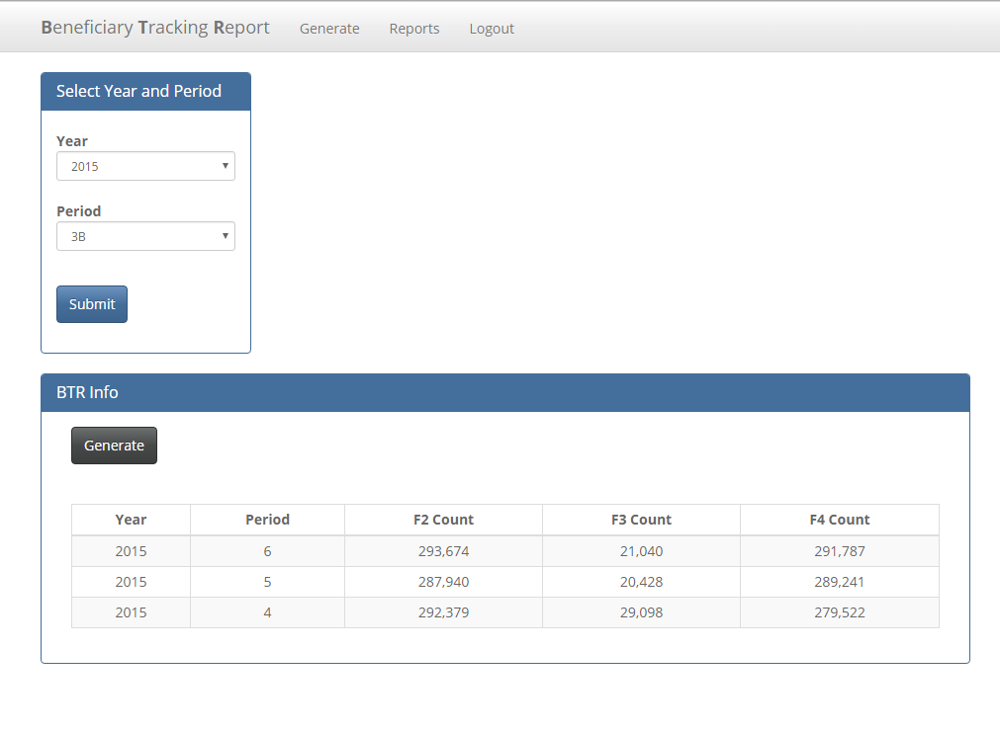 Beneficiary Tracking Report Generate Reports Logout
Select Year and Period
Year
2015
Period
3B
Submit
BTR Info
Generate
Year Period F2 Count F3 Count F4 Count
2015 6 293,674 21,040 291,787
2015 5 287,940 20,428 289,241
2015 4 292,379 29,098 279,522